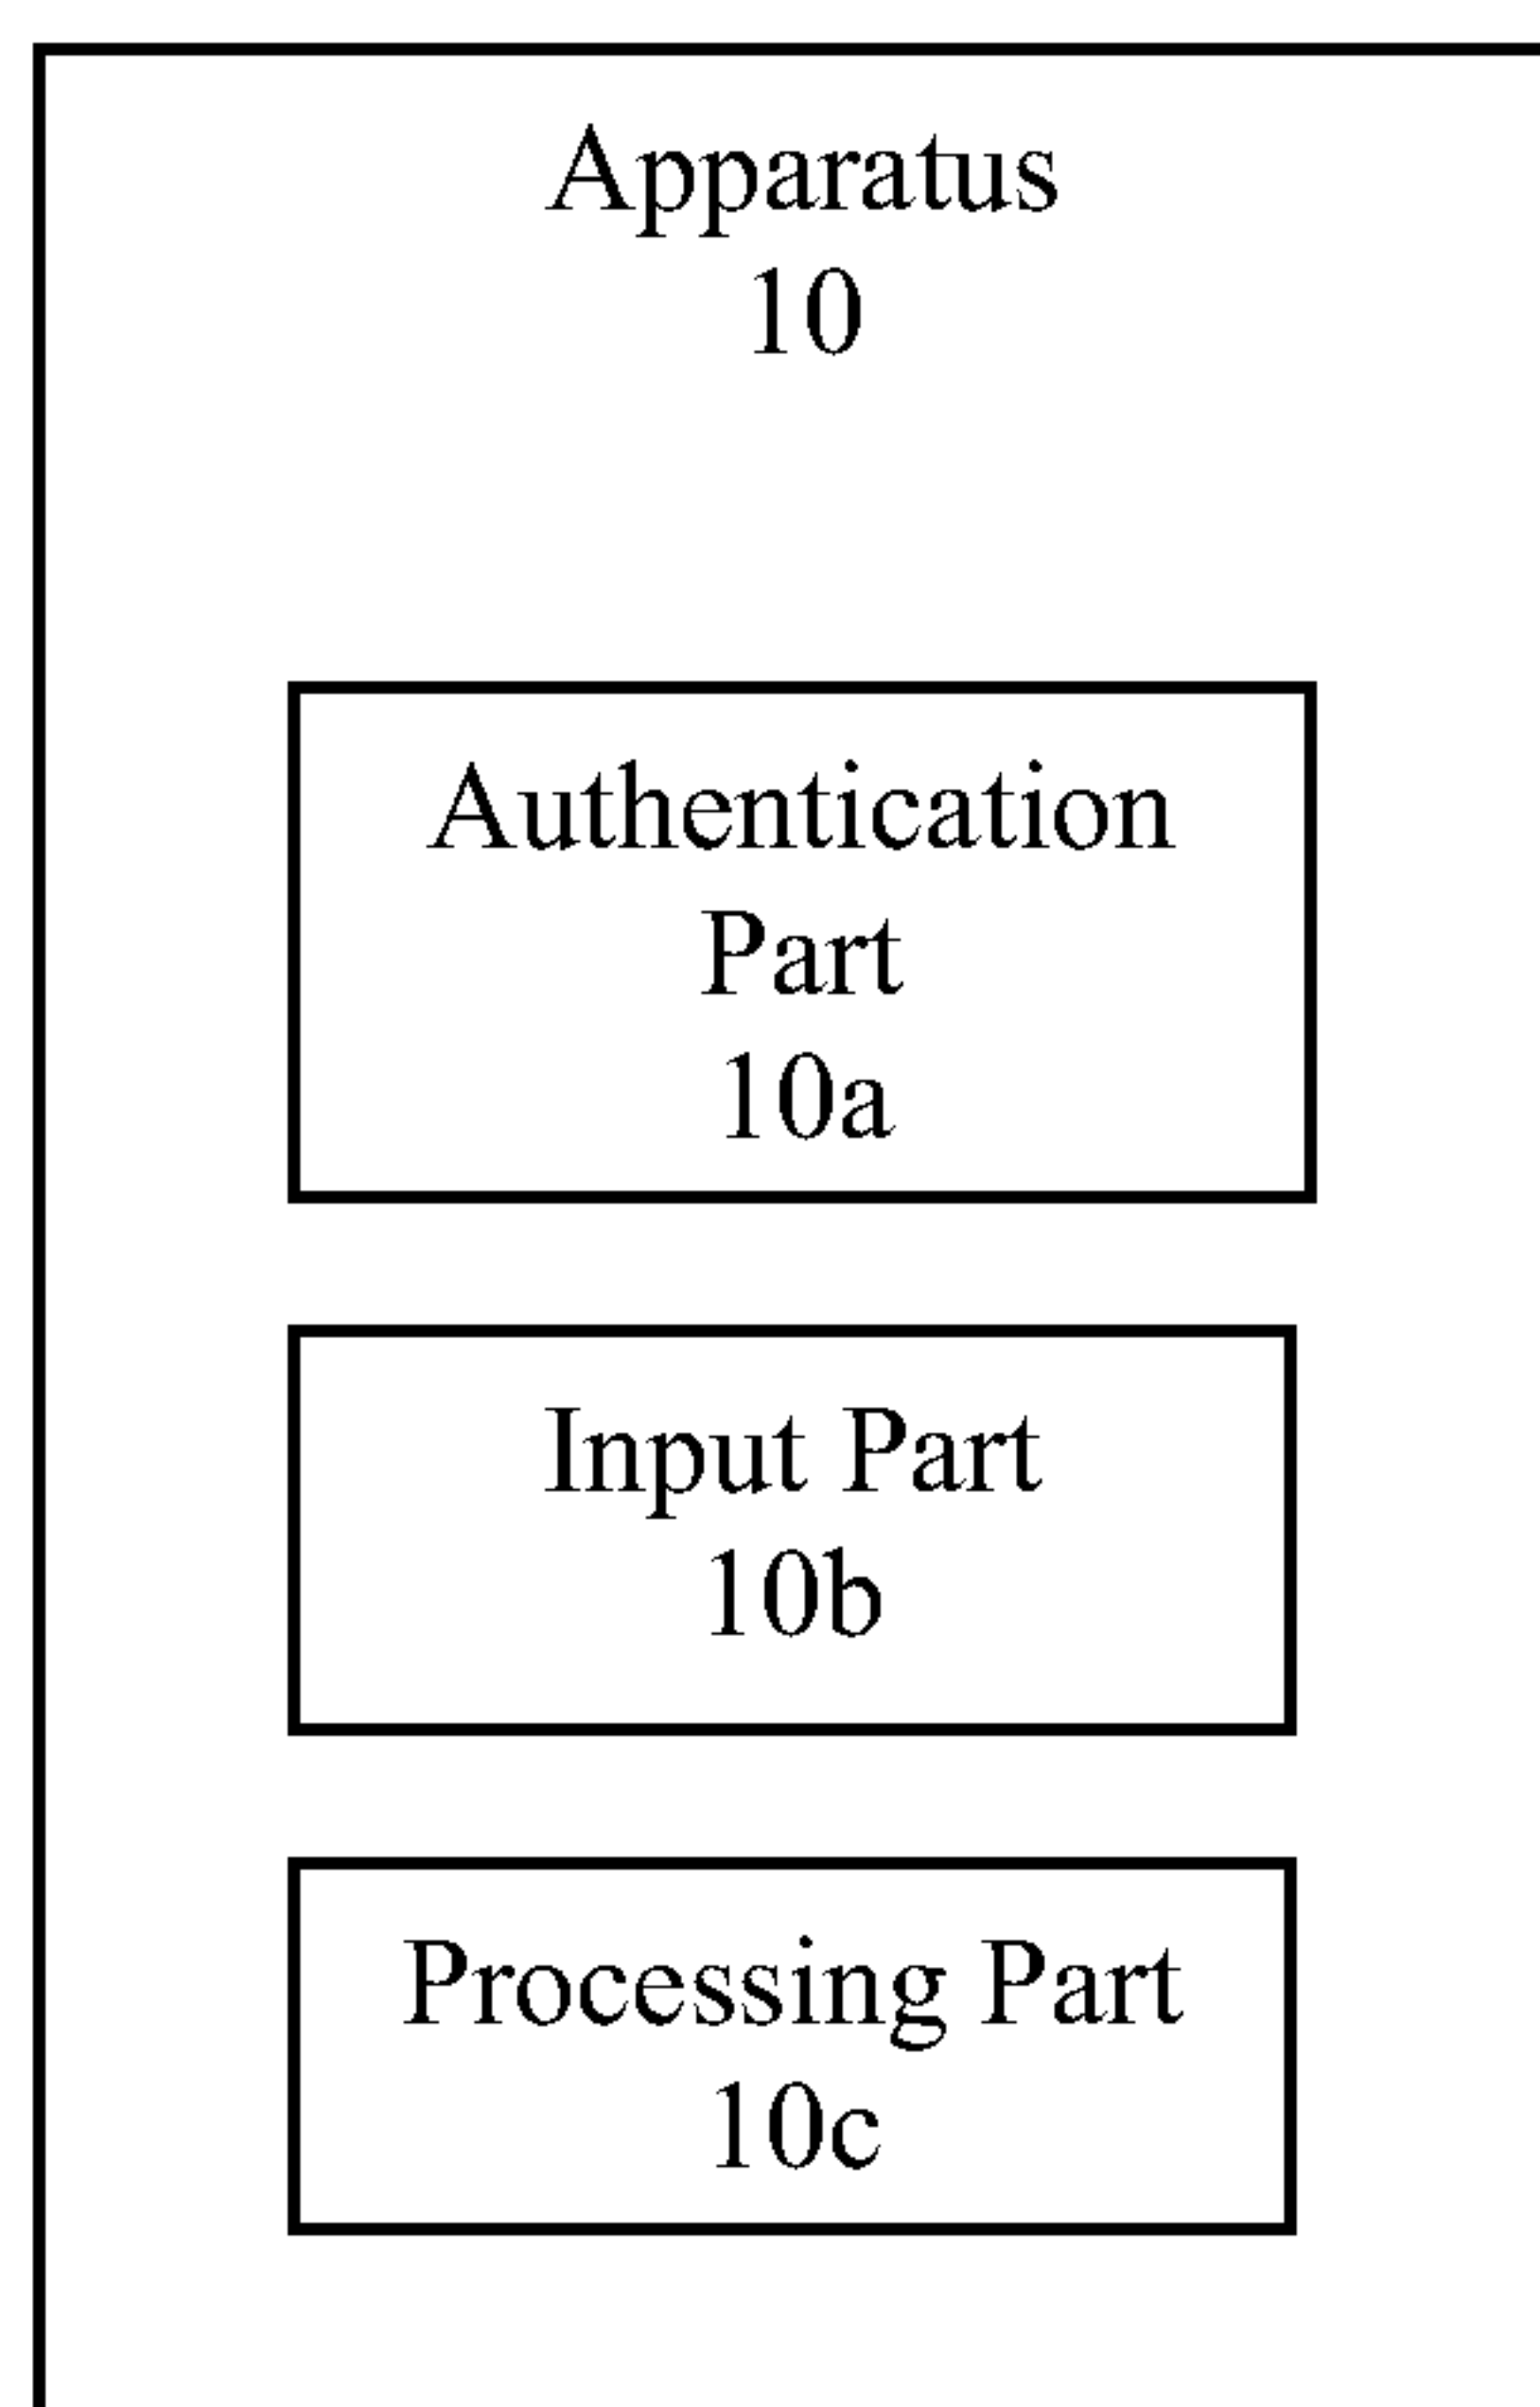 Apparatus
10
Authentication
Part
10a
Input Part
10b
Processing Part
10c